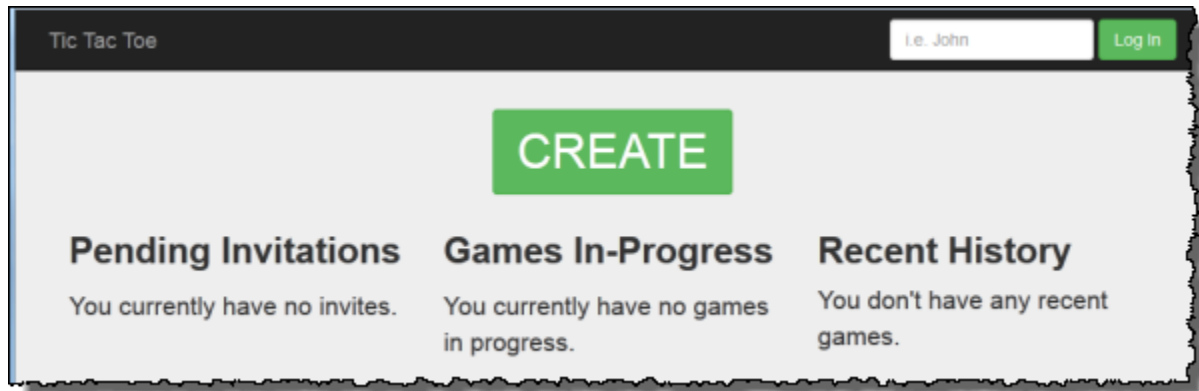 Tic Tac Toe
i.e. John
Log In
CREATE
Pending Invitations
You currently have no invites.
Games In-Progress
You currently have no games
in progress.
Recent History
You don't have any recent
games.